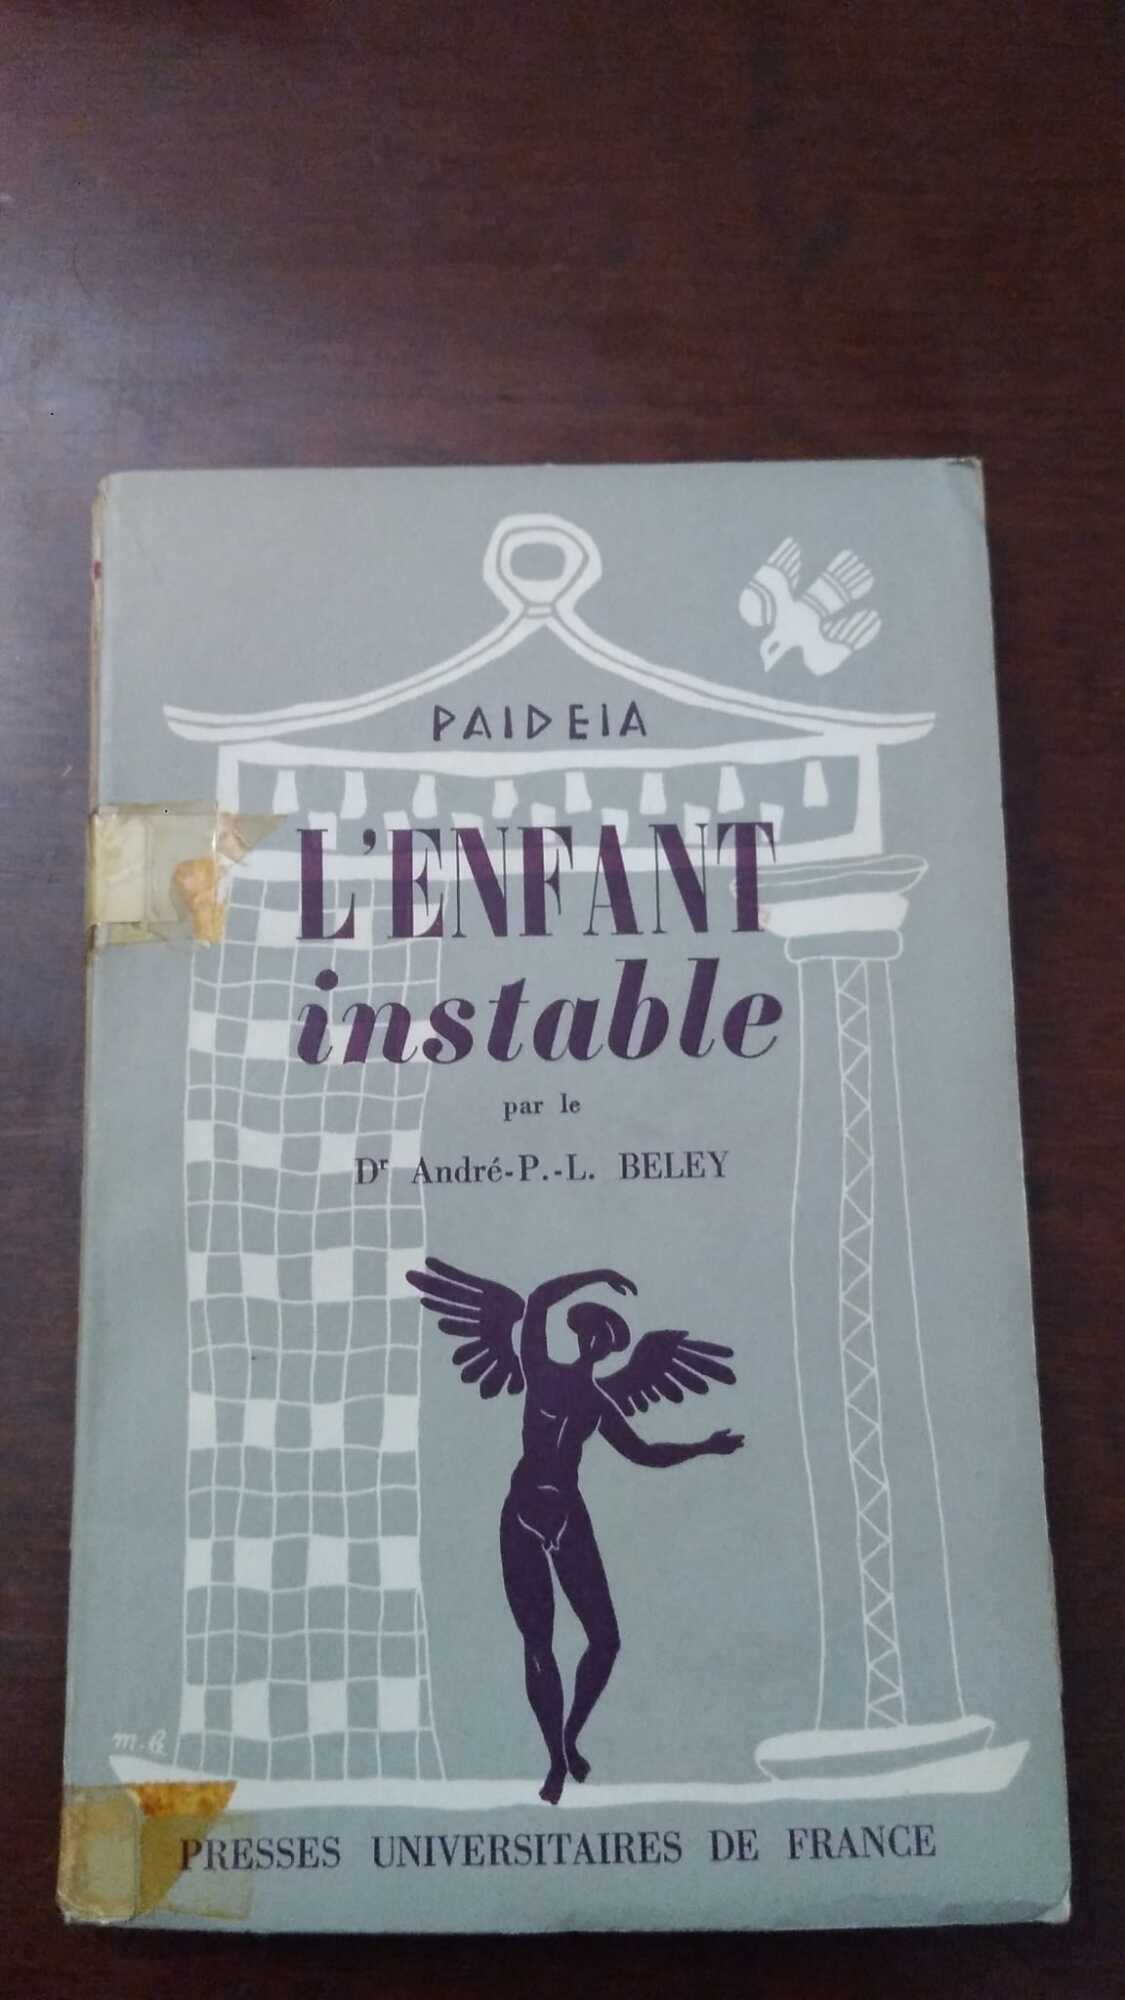 PAIDEIA
L'ENFANT
instable
par le
Dr André-P.-L. BELEY
m-h
PRESSES UNIVERSITAIRES DE FRANCE